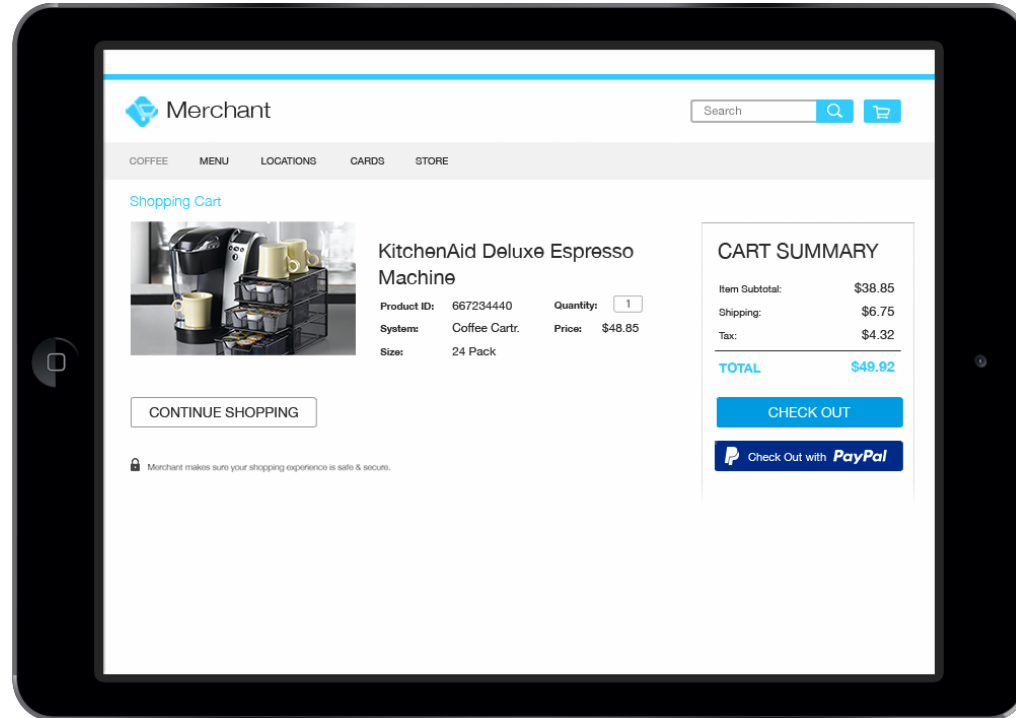 Merchant
Search
COFFEE MENU LOCATIONS CARDS STORE
Shopping Cart
KitchenAid Deluxe Espresso
Machine
Product ID: 667234440 Quantity: 1
System: Coffee Cartr. Price: $48.85
Size: 24 Pack
CONTINUE SHOPPING
Merchant makes sure your shopping experience is safe & secure.
CART SUMMARY
Item Subtotal: $38.85
Shipping: $6.75
Tax: $4.32
TOTAL $49.92
CHECK OUT
Check Out with PayPal